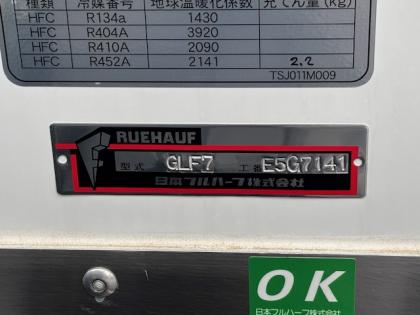 種類 冷媒番号 地球温暖化係数 充てん量(kg)
HFC R134a 1430
HFC R404A 3920
HFC R410A 2090
HFC R452A 2141 2.2
TSJ011M009
FRUEHAUF
型式 GLF7 工番 E5G7141
日本フルハーフ株式会社
OK
日本フルハーフ株式会社